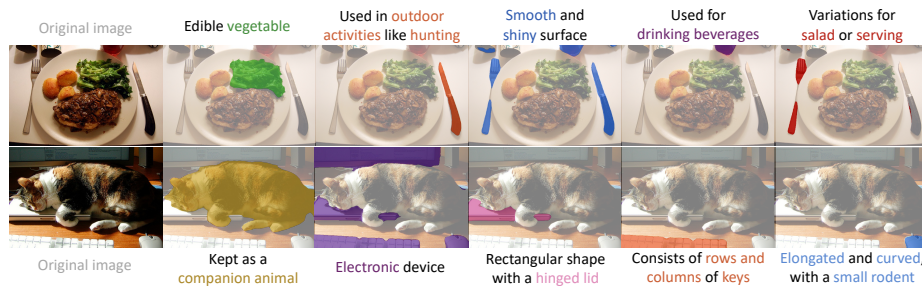 Original image
Edible vegetable
Used in outdoor
activities like hunting
Smooth and
shiny surface
Used for
drinking beverages
Variations for
salad or serving
Original image
Kept as a
companion animal
Electronic device
Rectangular shape
with a hinged lid
Consists of rows and
columns of keys
Elongated and curved,
with a small rodent